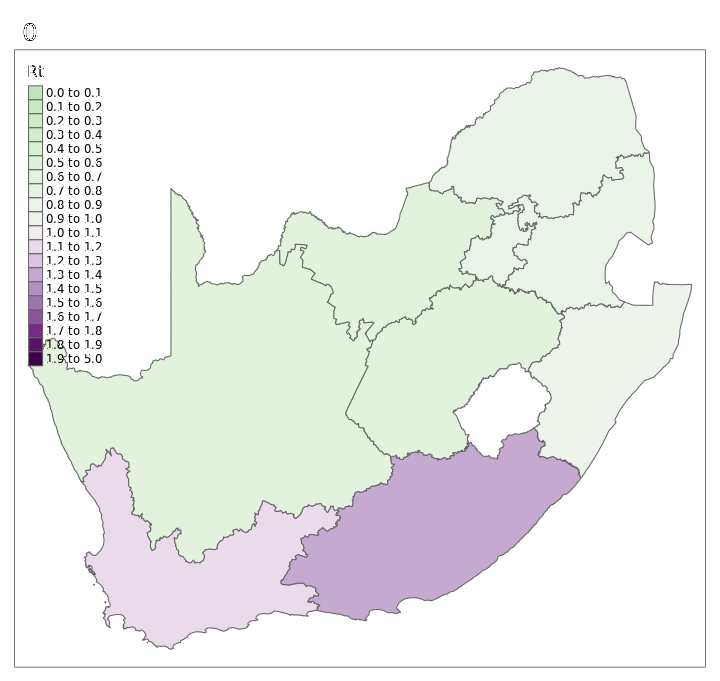 0
Rt
0.0 to 0.1
0.1 to 0.2
0.2 to 0.3
0.3 to 0.4
0.4 to 0.5
0.5 to 0.6
0.6 to 0.7
0.7 to 0.8
0.8 to 0.9
0.9 to 1.0
1.0 to 1.1
1.1 to 1.2
1.2 to 1.3
1.3 to 1.4
1.4 to 1.5
1.5 to 1.6
1.6 to 1.7
1.7 to 1.8
1.8 to 1.9
1.9 to 5.0